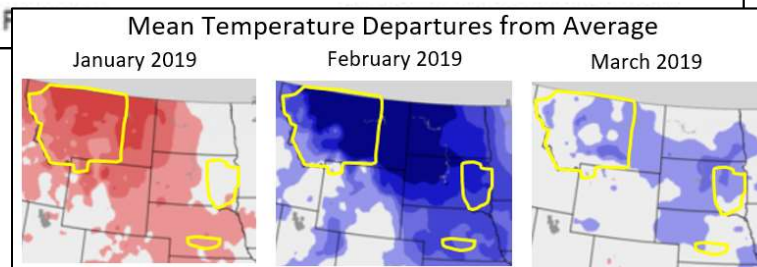 Mean Temperature Departures from Average
January 2019
February 2019
March 2019